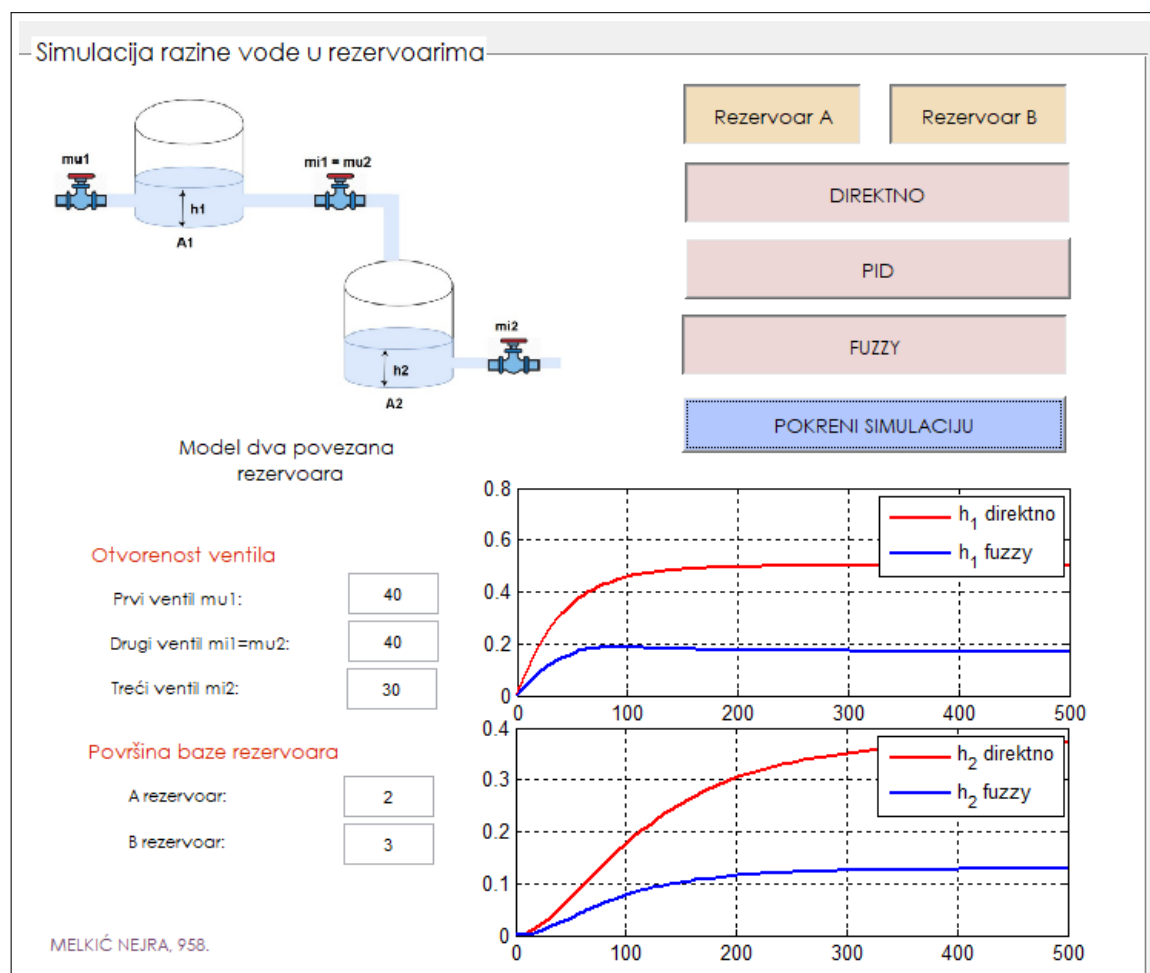 Simulacija razine vode u rezervoarima
mu1
mi1 = mu2
h1
A1
mi2
h2
A2
Model dva povezana
rezervoara
Rezervoar A
Rezervoar B
DIREKTNO
PID
FUZZY
POKRENI SIMULACIJU
Otvorenost ventila
Prvi ventil mu1:
40
Drugi ventil mi1=mu2:
40
Treći ventil mi2:
30
Površina baze rezervoara
A rezervoar:
2
B rezervoar:
3
MELKIĆ NEJRA, 958.
0.8
0.6
0.4
0.2
0
0 100 200 300 400 500
h1 direktno
h1 fuzzy
0.4
0.3
0.2
0.1
0
0 100 200 300 400 500
h2 direktno
h2 fuzzy